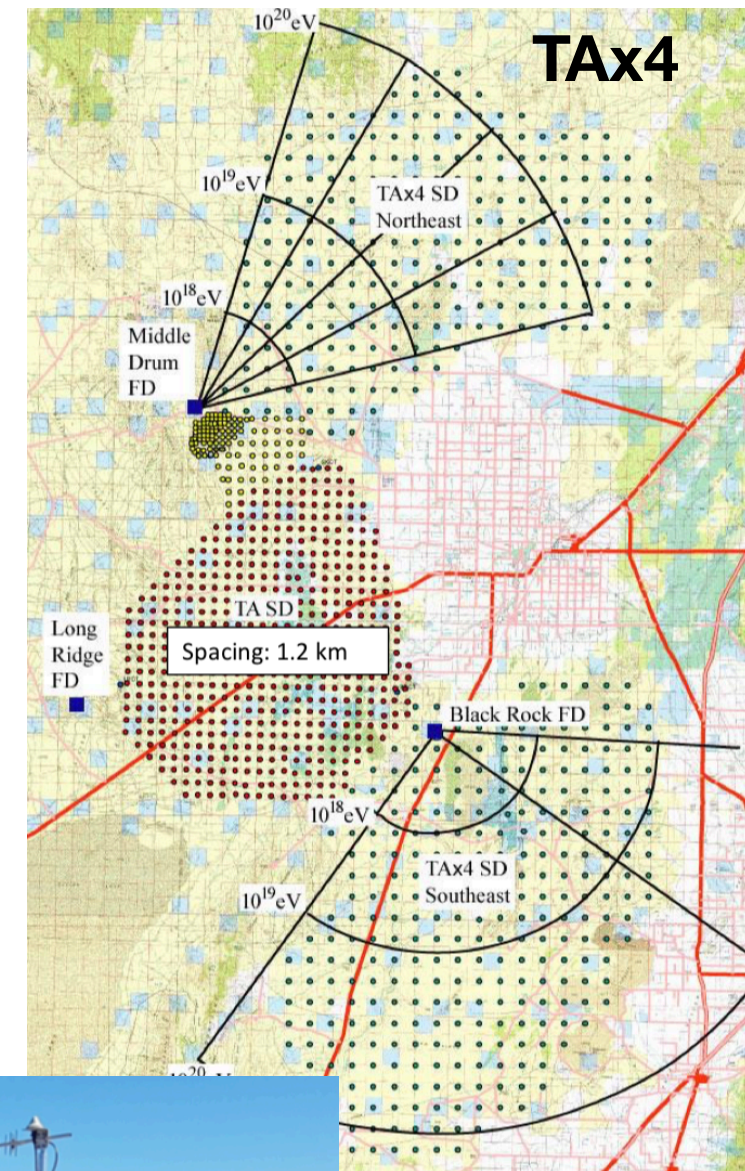 TAx4
10²⁰eV
10¹⁹eV
TAx4 SD
Northeast
10¹⁸eV
Middle
Drum
FD
TA SD
Long
Ridge
FD
Spacing: 1.2 km
Black Rock FD
10¹⁸eV
TAx4 SD
Southeast
10¹⁹eV